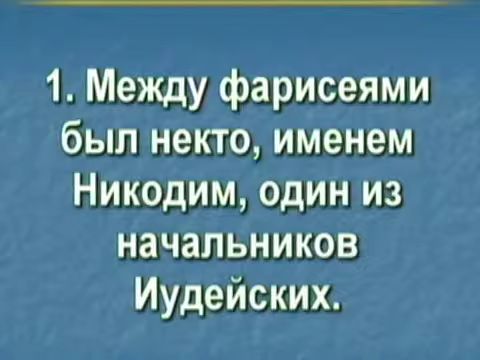 1. Между фарисеями
был некто, именем
Никодим, один из
начальников
Иудейских.